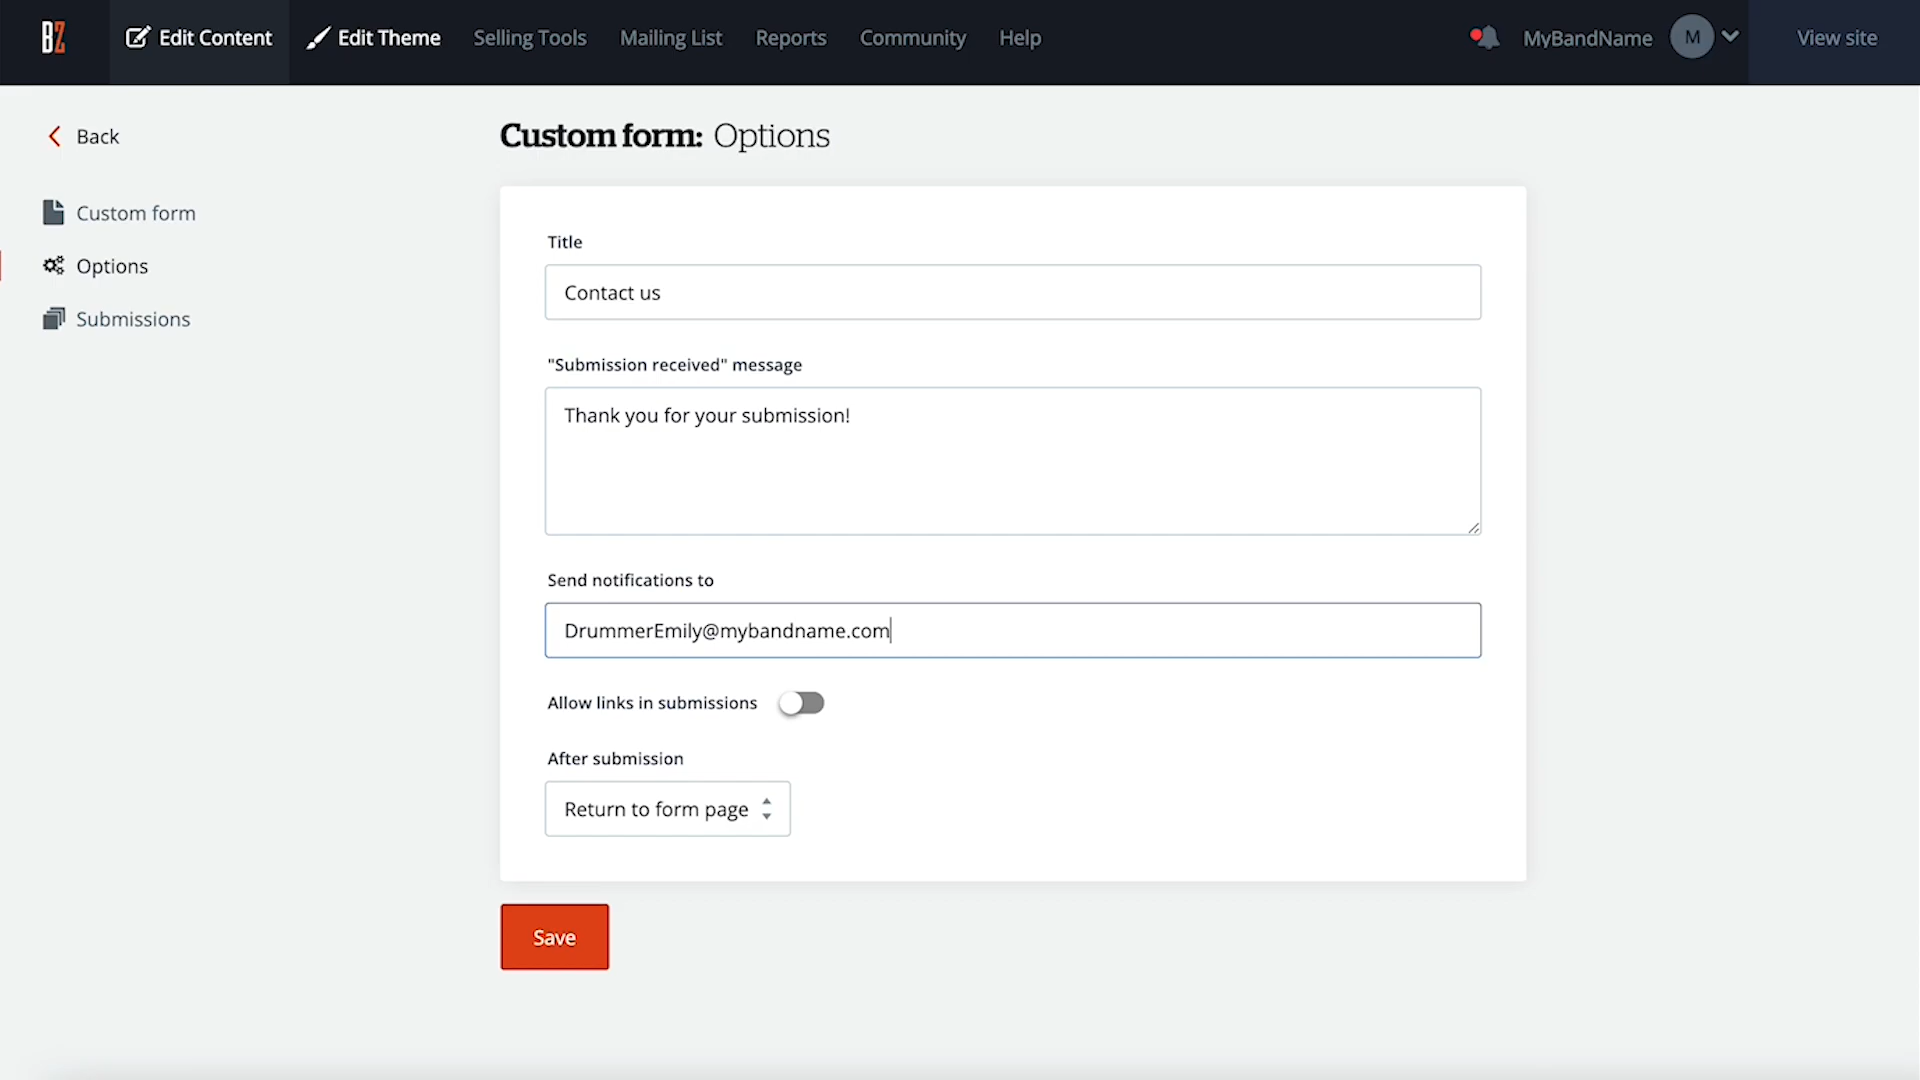 BZ
Edit Content
Edit Theme
Selling Tools
Mailing List
Reports
Community
Help
MyBandName
M
View site
Back
Custom form: Options
Custom form
Options
Submissions
Title
Contact us
"Submission received" message
Thank you for your submission!
Send notifications to
DrummerEmily@mybandname.com
Allow links in submissions
After submission
Return to form page
Save